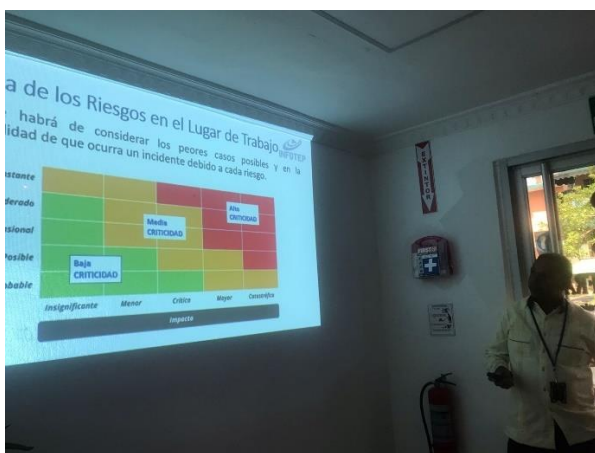 a de los Riesgos en el Lugar de Trabajo
INFOTEP
habrá de considerar los peores casos posibles y en la
lidad de que ocurra un incidente debido a cada riesgo.
nstante
derado
sional
Posible
bable
Alta
CRITICIDAD
Media
CRITICIDAD
Baja
CRITICIDAD
Insignificante Menor Crítico Mayor Catastrófico
Impacto
EXTINTOR